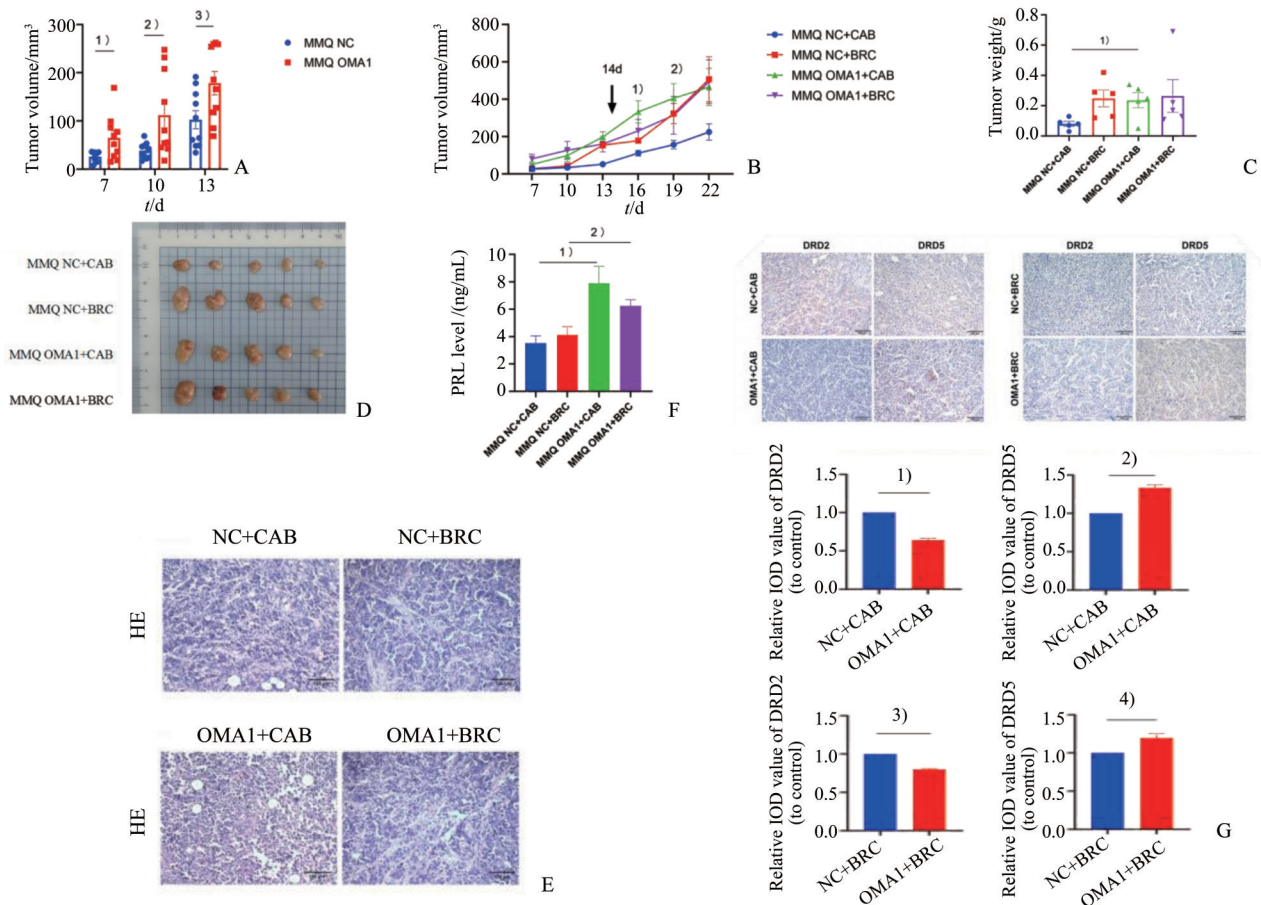 Tumor volume/mm³
300
200
100
0
1)
2)
3)
7
10
13
t/d
MMQ NC
MMQ OMA1
A
Tumor volume/mm³
800
600
400
200
0
14d
1)
2)
7
10
13
16
19
22
t/d
MMQ NC+CAB
MMQ NC+BRC
MMQ OMA1+CAB
MMQ OMA1+BRC
B
Tumor weight/g
0.8
0.6
0.4
0.2
0.0
1)
MMQ NC+CAB
MMQ NC+BRC
MMQ OMA1+CAB
MMQ OMA1+BRC
C
MMQ NC+CAB
MMQ NC+BRC
MMQ OMA1+CAB
MMQ OMA1+BRC
D
PRL level /(ng/mL)
10
8
6
4
2
0
1)
2)
MMQ NC+CAB
MMQ NC+BRC
MMQ OMA1+CAB
MMQ OMA1+BRC
F
NC+CAB
NC+BRC
HE
OMA1+CAB
OMA1+BRC
HE
E
DRD2
DRD5
NC+CAB
OMA1+CAB
DRD2
DRD5
NC+BRC
OMA1+BRC
Relative IOD value of DRD2
(to control)
1.5
1.0
0.5
0.0
1)
NC+CAB
OMA1+CAB
Relative IOD value of DRD5
(to control)
1.5
1.0
0.5
0.0
2)
NC+CAB
OMA1+CAB
Relative IOD value of DRD2
(to control)
1.5
1.0
0.5
0.0
3)
NC+BRC
OMA1+BRC
Relative IOD value of DRD5
(to control)
1.5
1.0
0.5
0.0
4)
NC+BRC
OMA1+BRC
G